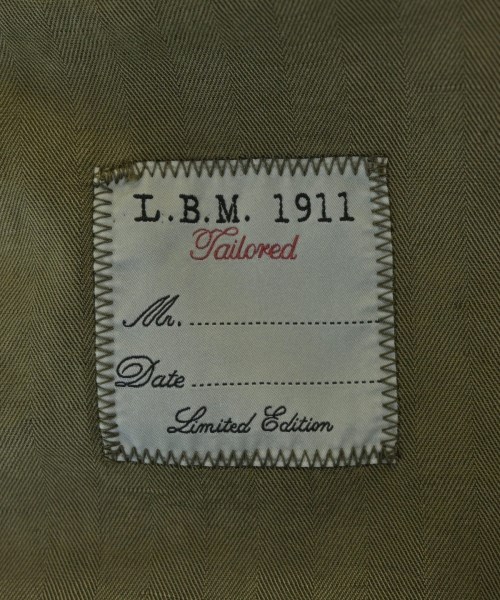 L.B.M. 1911
Tailored
Mr. ................................
Date ................................
Limited Edition